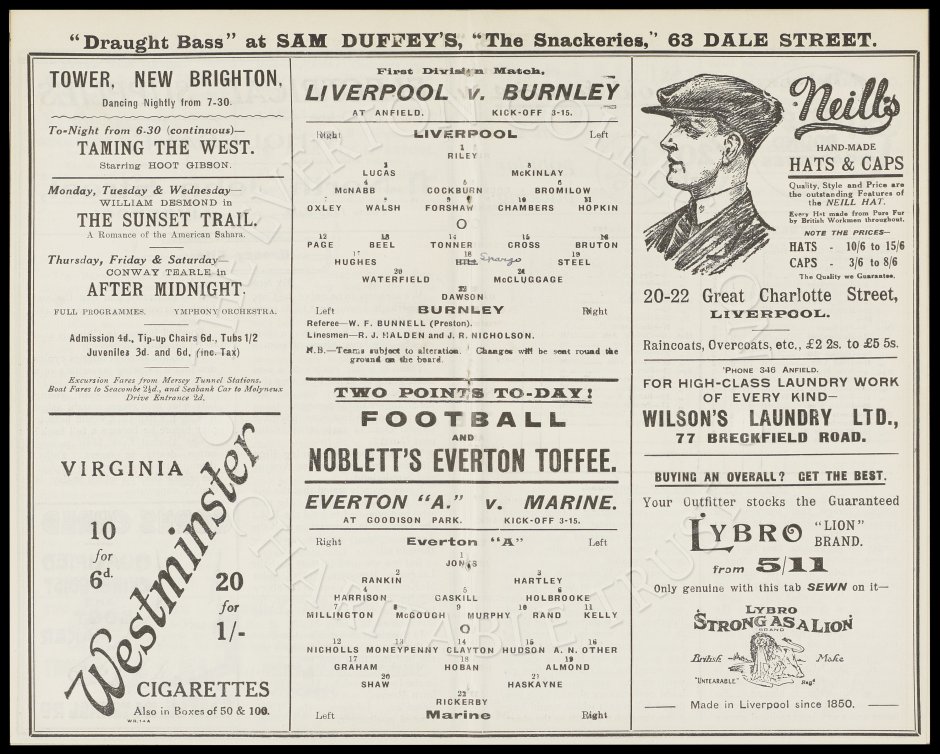 "Draught Bass" at SAM DUFFEY'S, "The Snackeries," 63 DALE STREET.
TOWER, NEW BRIGHTON,
Dancing Nightly from 7-30.
To-Night from 6-30 (continuous)—
TAMING THE WEST.
Starring HOOT GIBSON.
Monday, Tuesday & Wednesday—
WILLIAM DESMOND in
THE SUNSET TRAIL.
A Romance of the American Sahara.
Thursday, Friday & Saturday—
CONWAY TEARLE in
AFTER MIDNIGHT.
FULL PROGRAMMES. YMPHONY ORCHESTRA.
Admission 4d., Tip-up Chairs 6d., Tubs 1/2
Juveniles 3d. and 6d, (inc. Tax)
Excursion Fares from Mersey Tunnel Stations.
Boat Fares to Seacombe 2½d., and Seabank Car to Molyneux
Drive Entrance 2d.
VIRGINIA
Westminster
10
for
6d.
20
for
1/-
CIGARETTES
Also in Boxes of 50 & 100.
First Division Match,
LIVERPOOL v. BURNLEY
AT ANFIELD. KICK-OFF 3-15.
Right LIVERPOOL Left
1
RILEY
2 3
LUCAS McKINLAY
4 5 6
McNABB COCKBURN BROMILOW
7 8 9 10 11
OXLEY WALSH FORSHAW CHAMBERS HOPKIN
O
12 13 14 15 16
PAGE BEEL TONNER CROSS BRUTON
17 18 19
HUGHES HILL Spargo STEEL
20 21
WATERFIELD McCLUGGAGE
22
DAWSON
Left BURNLEY Right
Referee—W. F. BUNNELL (Preston).
Linesmen—R. J. HALDEN and J. R. NICHOLSON.
N.B.—Teams subject to alteration. Changes will be sent round the
ground on the board.
TWO POINTS TO-DAY!
FOOTBALL
AND
NOBLETT'S EVERTON TOFFEE.
EVERTON "A." v. MARINE.
AT GOODISON PARK. KICK-OFF 3-15.
Right Everton "A" Left
1
JONES
2 3
RANKIN HARTLEY
4 5 6
HARRISON GASKILL HOLBROOKE
7 8 9 10 11
MILLINGTON McGOUGH MURPHY RAND KELLY
O
12 13 14 15 16
NICHOLLS MONEYPENNY CLAYTON HUDSON A. N. OTHER
17 18 19
GRAHAM HOBAN ALMOND
20 21
SHAW HASKAYNE
22
RICKERBY
Left Marine Right
Neill's
HAND-MADE
HATS & CAPS
Quality, Style and Price are
the outstanding Features of
the NEILL HAT.
Every Hat made from Pure Fur
by British Workmen throughout.
NOTE THE PRICES—
HATS - 10/6 to 15/6
CAPS - 3/6 to 8/6
The Quality we Guarantee.
20-22 Great Charlotte Street,
LIVERPOOL.
Raincoats, Overcoats, etc., £2 2s. to £5 5s.
'PHONE 346 ANFIELD.
FOR HIGH-CLASS LAUNDRY WORK
OF EVERY KIND—
WILSON'S LAUNDRY LTD.,
77 BRECKFIELD ROAD.
BUYING AN OVERALL? GET THE BEST.
Your Outfitter stocks the Guaranteed
LYBRO "LION"
BRAND.
from 5/11
Only genuine with this tab SEWN on it—
LYBRO
STRONG AS A LION
BRAND
British Make
"UNTEARABLE" Regd
Made in Liverpool since 1850.